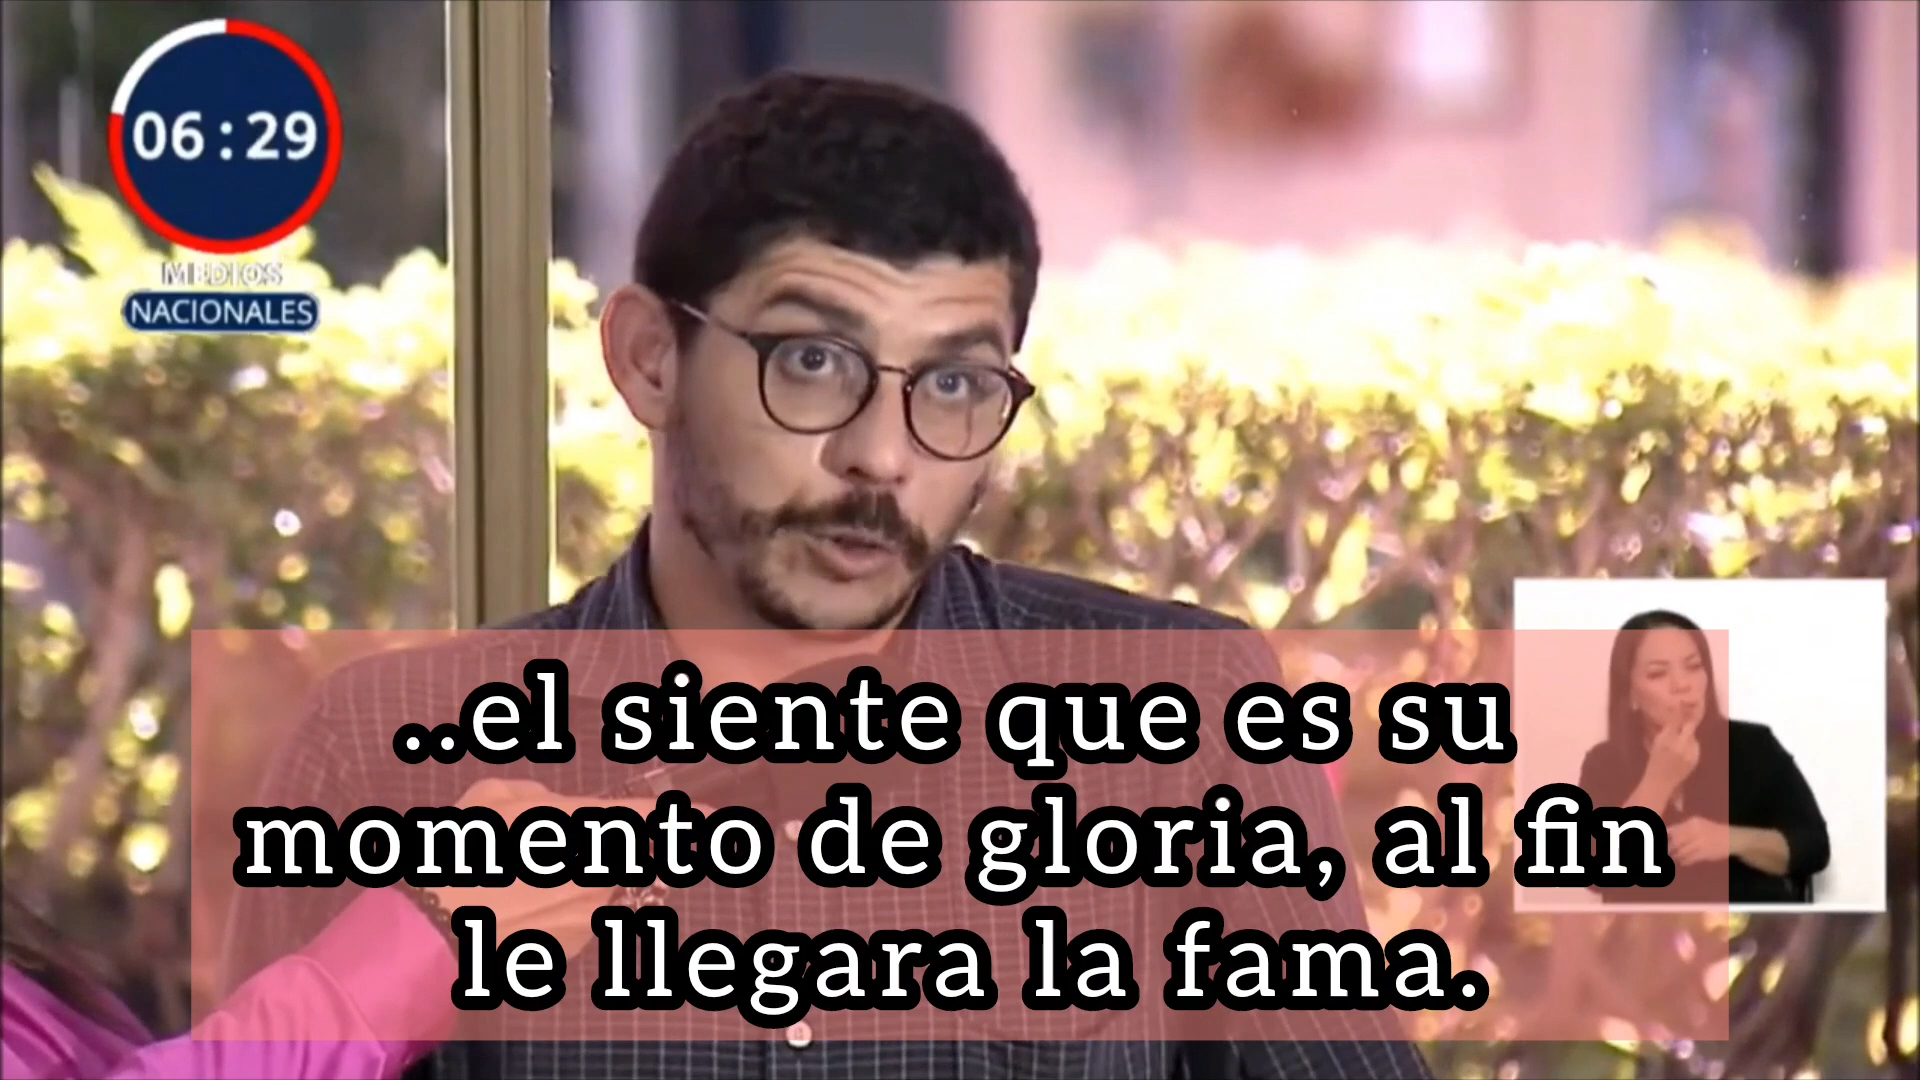 06:29
MEDIOS
NACIONALES
..el siente que es su
momento de gloria, al fin
le llegara la fama.